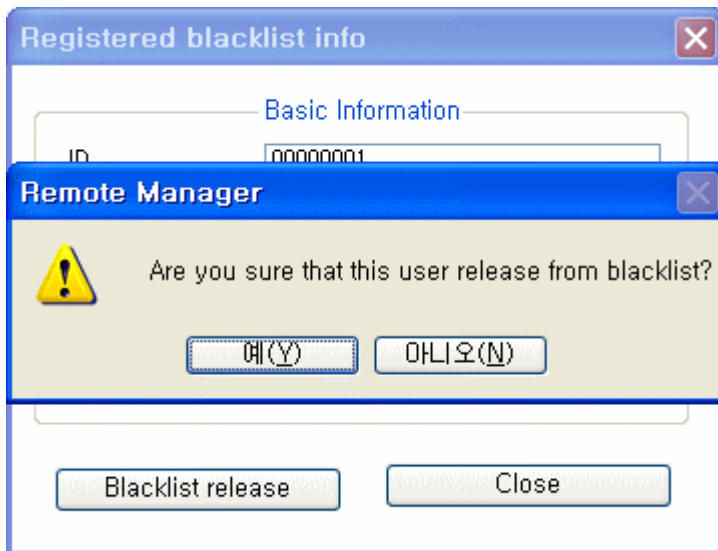 Registered blacklist info
Basic Information
ID 00000001
Remote Manager
Are you sure that this user release from blacklist?
예(Y) 아니오(N)
Blacklist release Close